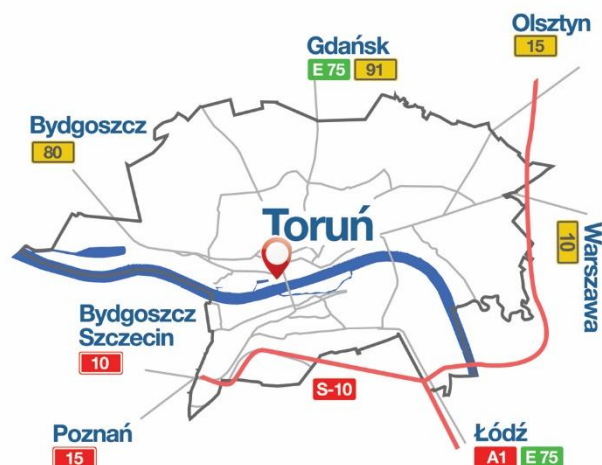 Olsztyn
15
Gdańsk
E 75 91
Bydgoszcz
80
Toruń
10
Warszawa
Bydgoszcz
Szczecin
10
S-10
Poznań
15
Łódź
A1 E 75